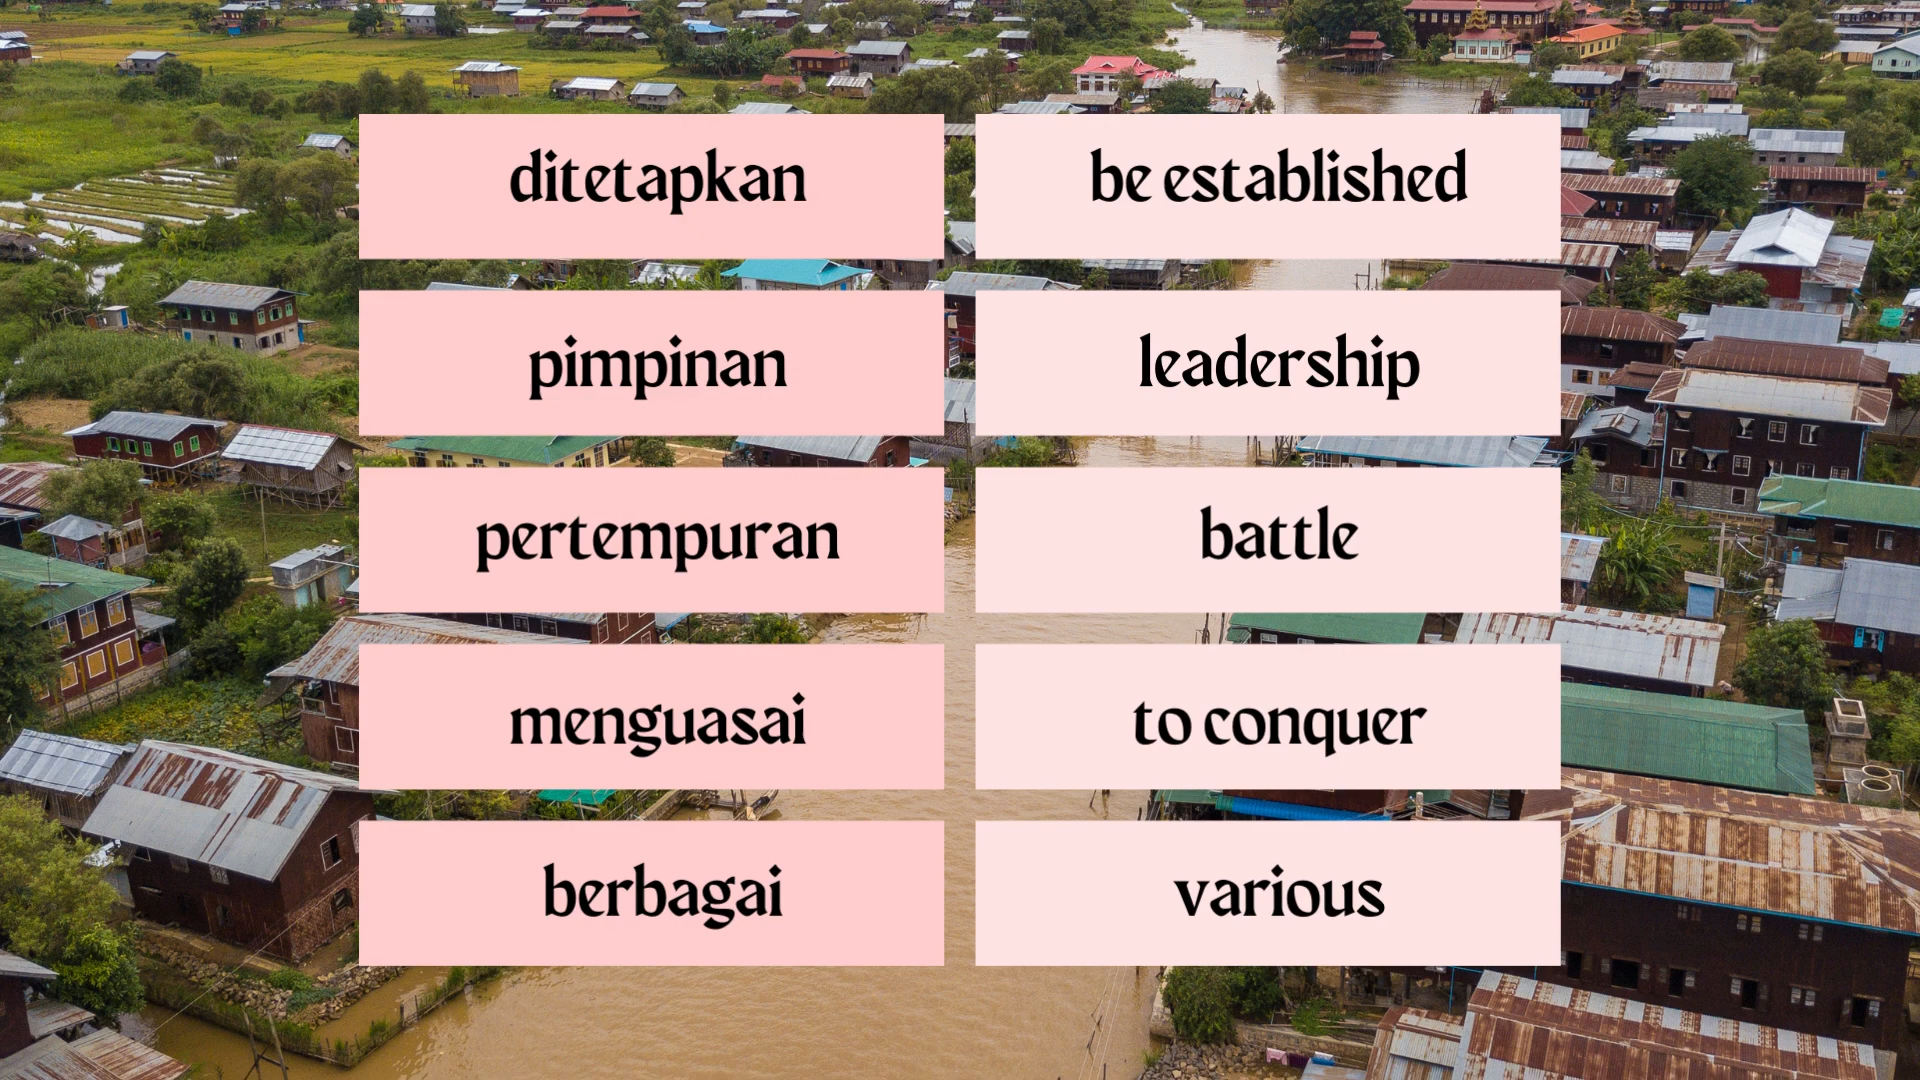 ditetapkan
be established
pimpinan
leadership
pertempuran
battle
menguasai
to conquer
berbagai
various